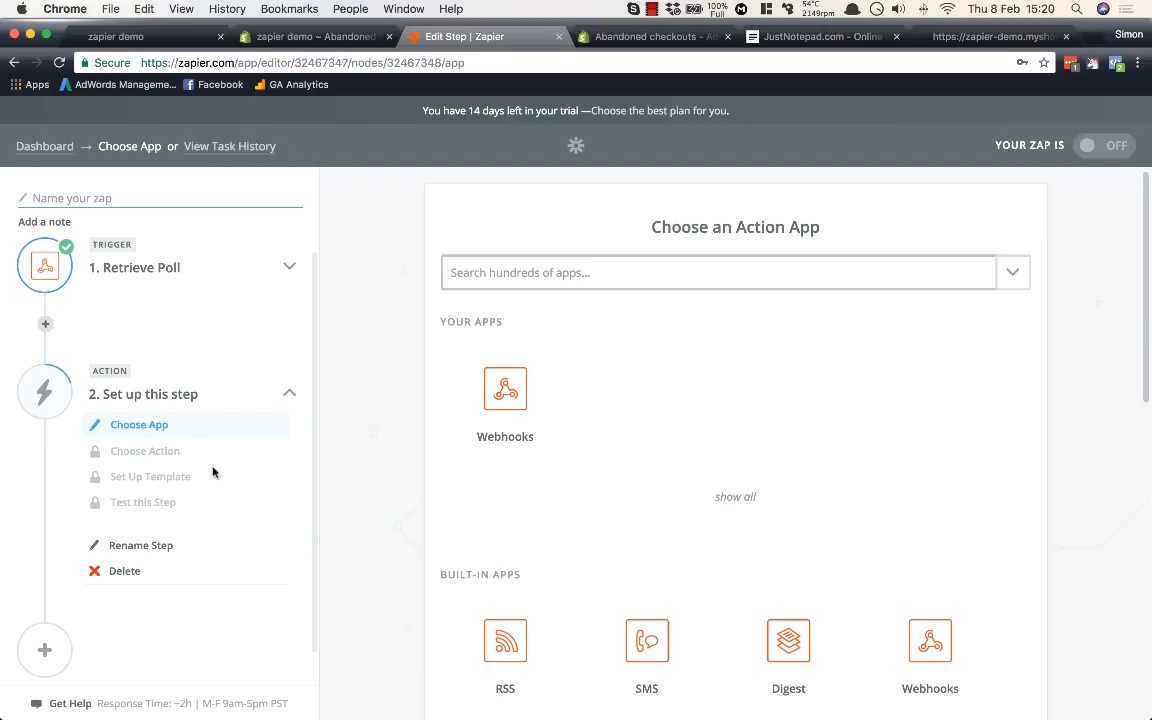 Chrome File Edit View History Bookmarks People Window Help 100% Full 54°C 2149rpm Thu 8 Feb 15:20
zapier demo zapier demo ~ Abandoned Edit Step | Zapier Abandoned checkouts - Ad JustNotepad.com - Online https://zapier-demo.mysho Simon
Secure https://zapier.com/app/editor/32467347/nodes/32467348/app
Apps AdWords Manageme... Facebook GA Analytics
You have 14 days left in your trial —Choose the best plan for you.
Dashboard → Choose App or View Task History YOUR ZAP IS OFF
Name your zap
Add a note
TRIGGER
1. Retrieve Poll
ACTION
2. Set up this step
Choose App
Choose Action
Set Up Template
Test this Step
Rename Step
Delete
Get Help Response Time: ~2h | M-F 9am-5pm PST
Choose an Action App
Search hundreds of apps...
YOUR APPS
Webhooks
show all
BUILT-IN APPS
RSS SMS Digest Webhooks